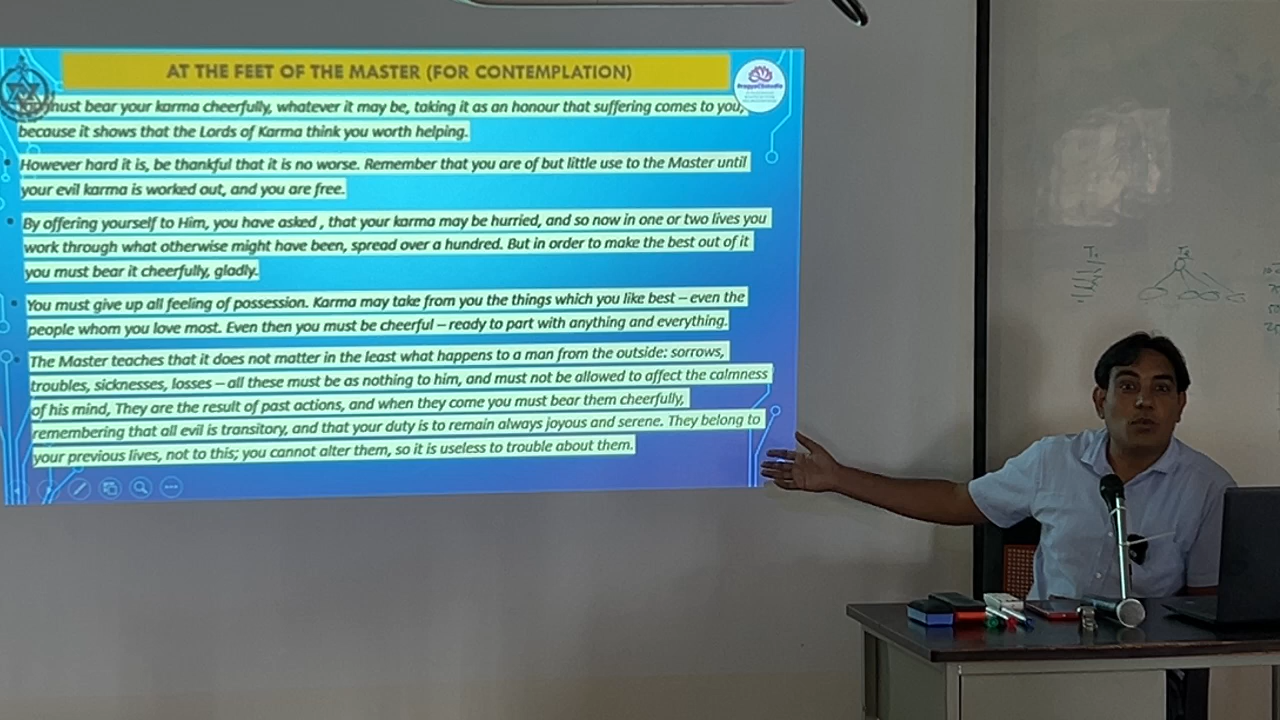 AT THE FEET OF THE MASTER (FOR CONTEMPLATION)
must bear your karma cheerfully, whatever it may be, taking it as an honour that suffering comes to you,
because it shows that the Lords of Karma think you worth helping.
However hard it is, be thankful that it is no worse. Remember that you are of but little use to the Master until
your evil karma is worked out, and you are free.
By offering yourself to Him, you have asked , that your karma may be hurried, and so now in one or two lives you
work through what otherwise might have been, spread over a hundred. But in order to make the best out of it
you must bear it cheerfully, gladly.
You must give up all feeling of possession. Karma may take from you the things which you like best – even the
people whom you love most. Even then you must be cheerful – ready to part with anything and everything.
The Master teaches that it does not matter in the least what happens to a man from the outside: sorrows,
troubles, sicknesses, losses – all these must be as nothing to him, and must not be allowed to affect the calmness
of his mind, They are the result of past actions, and when they come you must bear them cheerfully,
remembering that all evil is transitory, and that your duty is to remain always joyous and serene. They belong to
your previous lives, not to this; you cannot alter them, so it is useless to trouble about them.